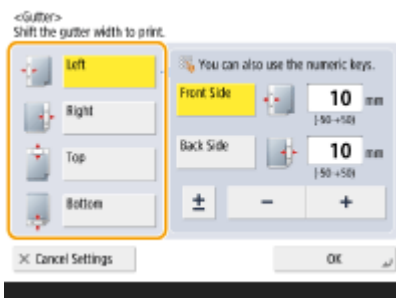 <Gutter>
Shift the gutter width to print.
Left
Right
Top
Bottom
You can also use the numeric keys.
Front Side
10 mm
(-50-+50)
Back Side
10 mm
(-50-+50)
± - +
× Cancel Settings
OK